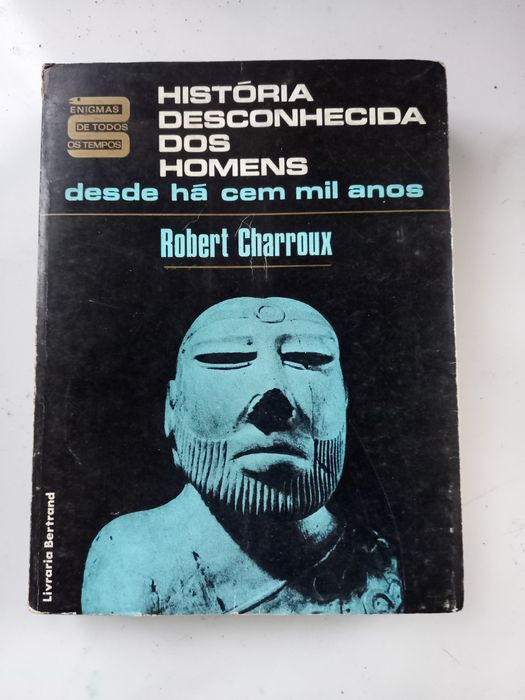 ENIGMAS
DE TODOS
OS TEMPOS
HISTÓRIA
DESCONHECIDA
DOS
HOMENS
desde há cem mil anos
Robert Charroux
Livraria Bertrand